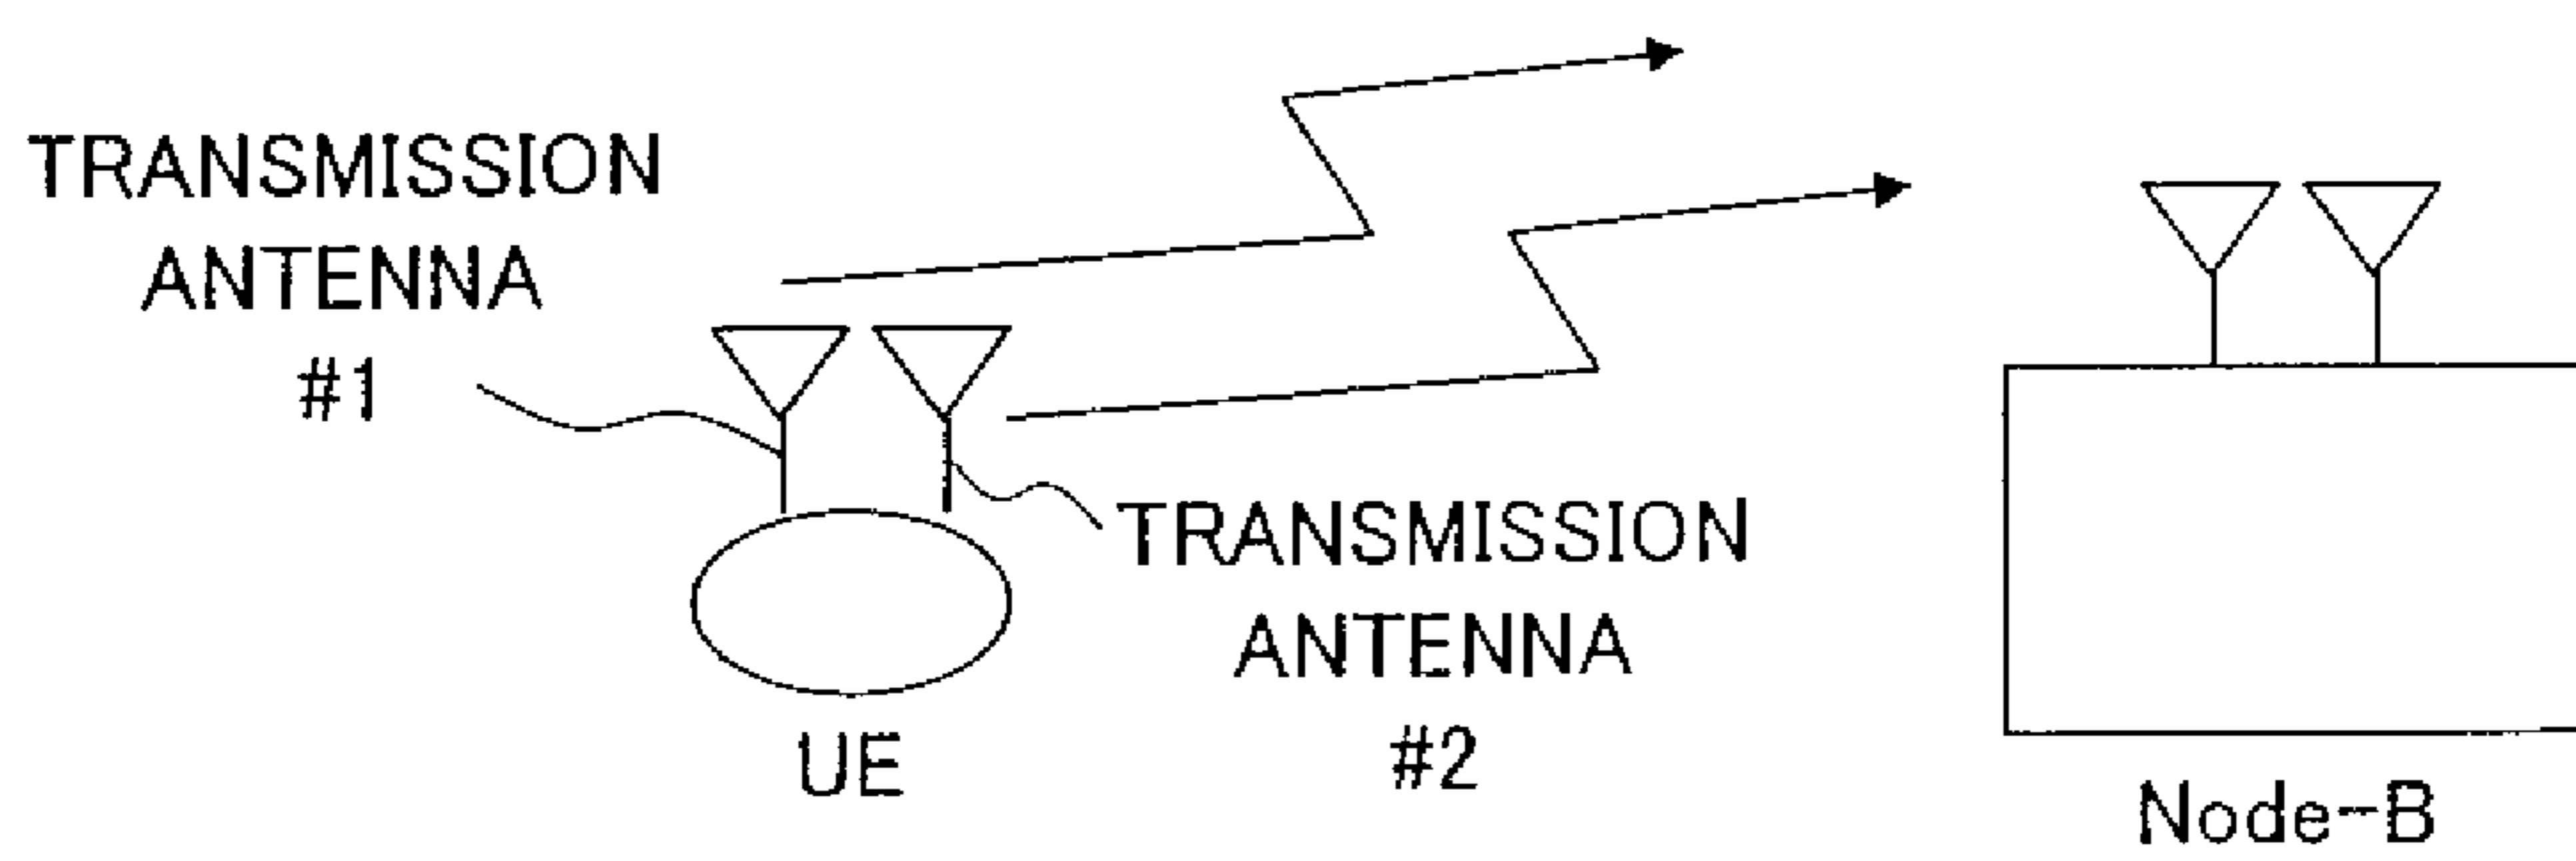 TRANSMISSION
ANTENNA
#1
TRANSMISSION
ANTENNA
#2
UE
Node-B